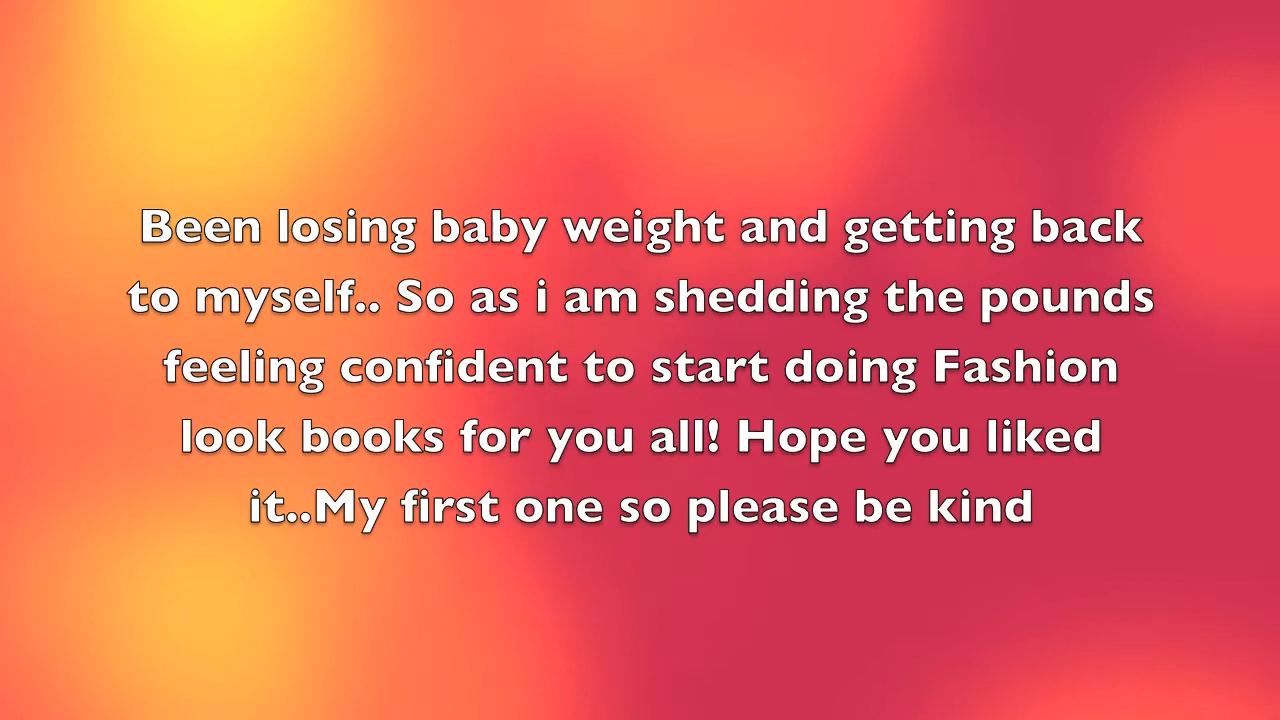 Been losing baby weight and getting back
to myself.. So as i am shedding the pounds
feeling confident to start doing Fashion
look books for you all! Hope you liked
it..My first one so please be kind